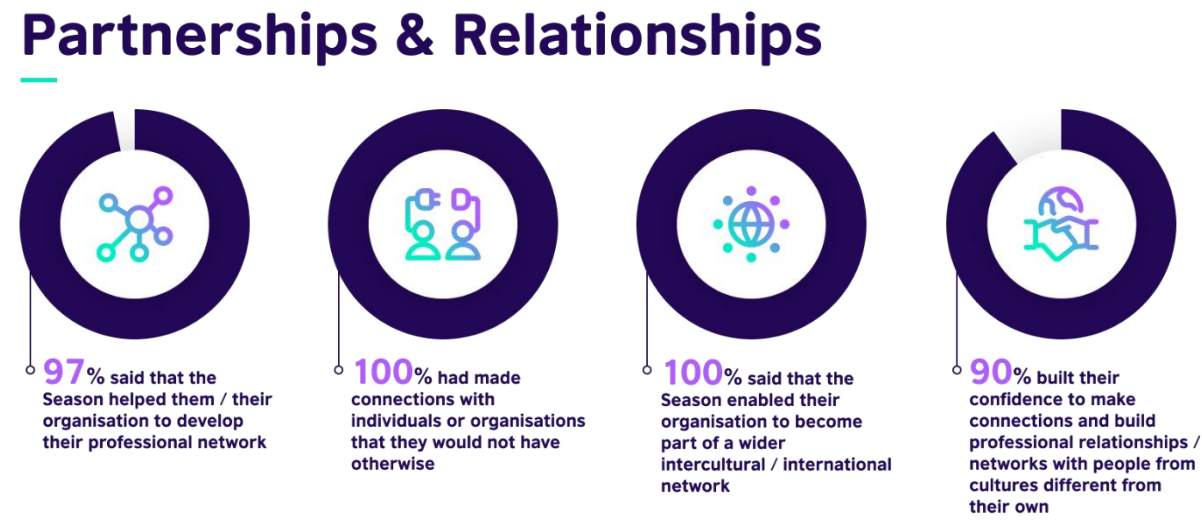 Partnerships & Relationships
97% said that the
Season helped them / their
organisation to develop
their professional network
100% had made
connections with
individuals or organisations
that they would not have
otherwise
100% said that the
Season enabled their
organisation to become
part of a wider
intercultural / international
network
90% built their
confidence to make
connections and build
professional relationships /
networks with people from
cultures different from
their own